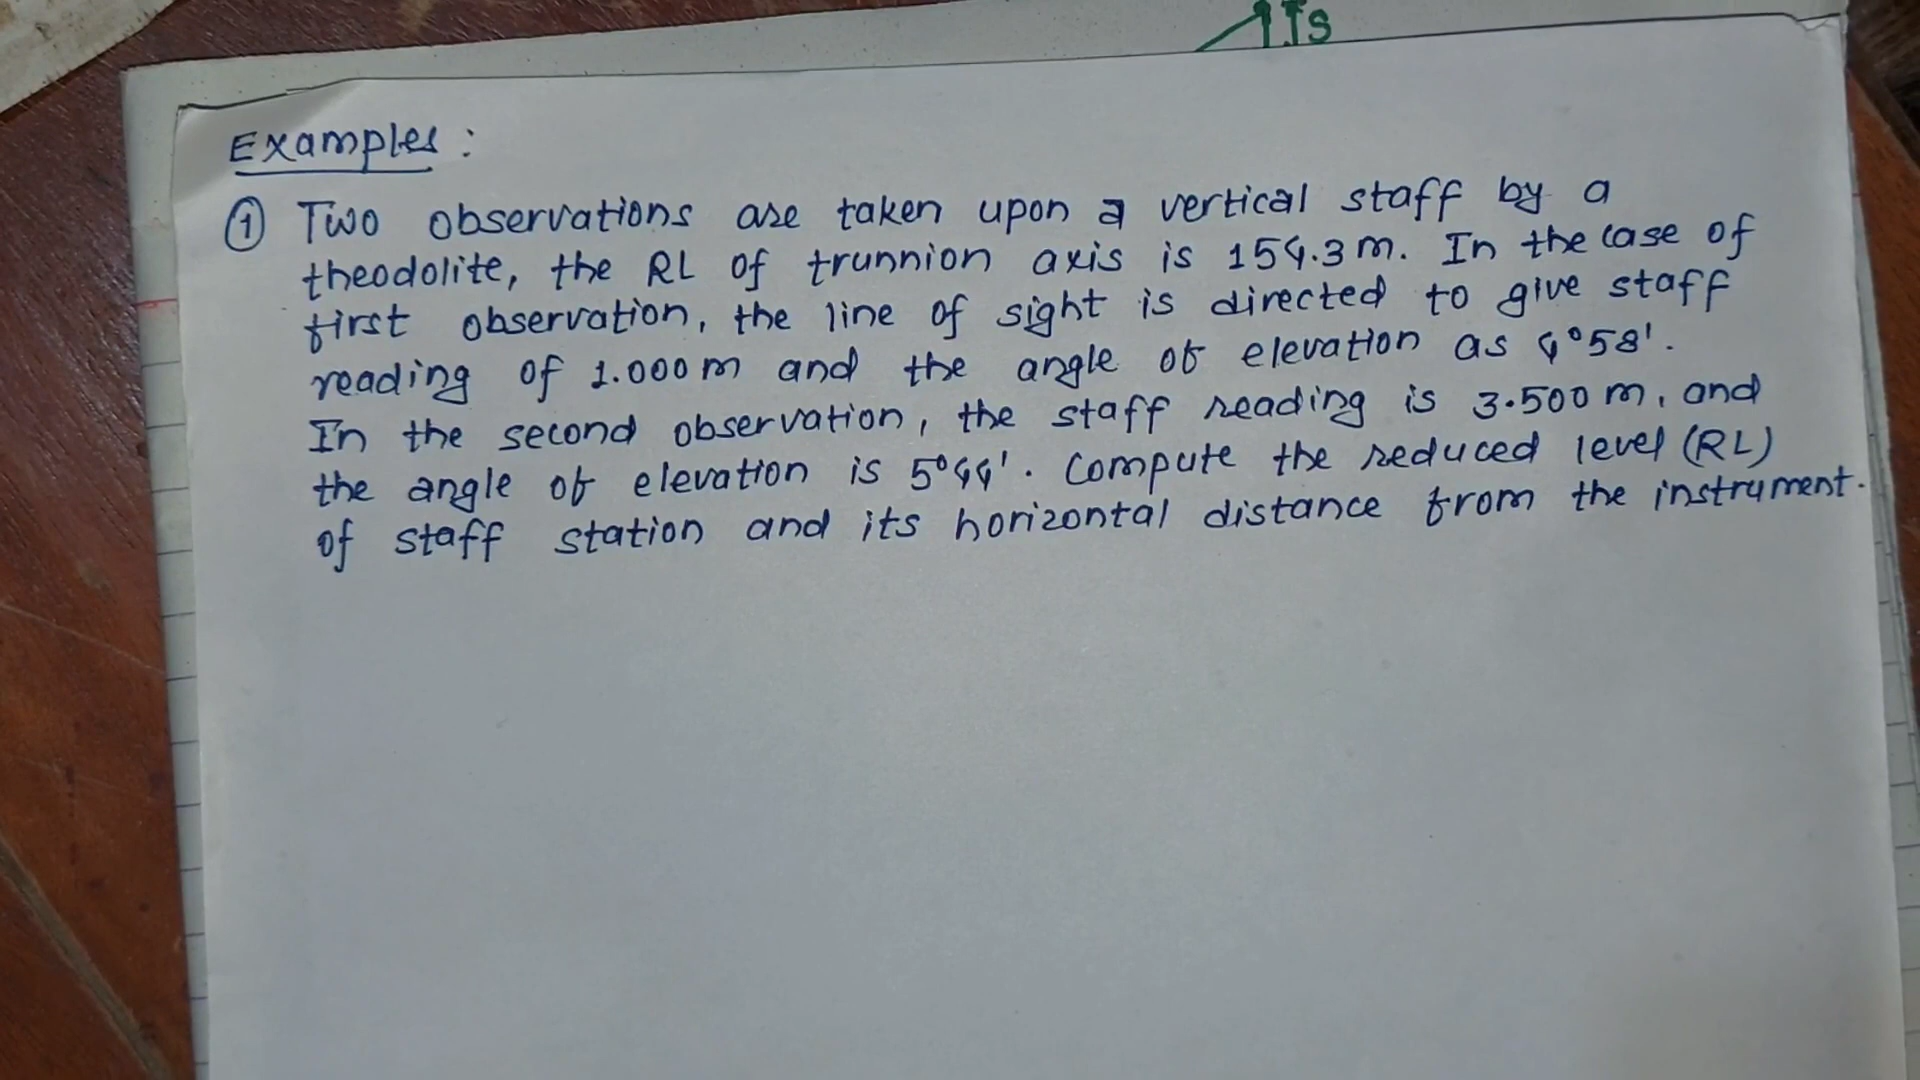 Is
Examples :
① Two observations are taken upon a vertical staff by a
theodolite, the RL of trunnion axis is 154.3 m. In the case of
first observation, the line of sight is directed to give staff
reading of 1.000 m and the angle of elevation as 4°58'.
In the second observation, the staff reading is 3.500 m, and
the angle of elevation is 5°44'. Compute the reduced level (RL)
of staff station and its horizontal distance from the instrument.